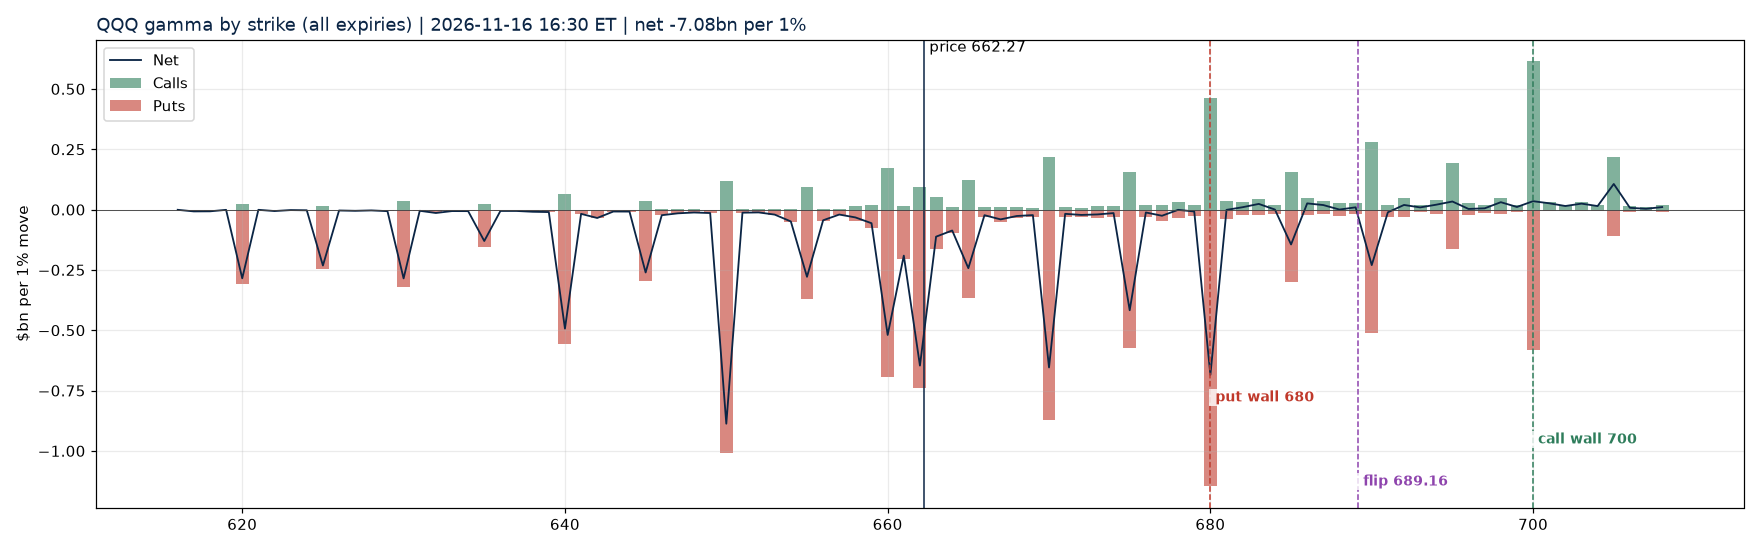 QQQ gamma by strike (all expiries) | 2026-11-16 16:30 ET | net -7.08bn per 1%
price 662.27
Net
Calls
Puts
0.50
0.25
0.00
−0.25
−0.50
−0.75
−1.00
$bn per 1% move
put wall 680
call wall 700
flip 689.16
620
640
660
680
700